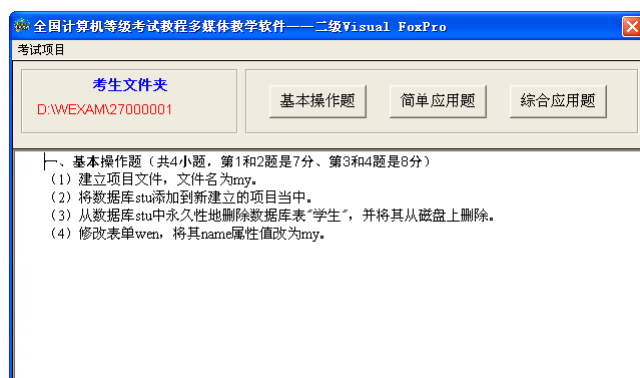 全国计算机等级考试教程多媒体教学软件——二级Visual FoxPro
考试项目
考生文件夹
D:\WEXAM\27000001
基本操作题
简单应用题
综合应用题
一、基本操作题（共4小题，第1和2题是7分、第3和4题是8分）
（1）建立项目文件，文件名为my。
（2）将数据库stu添加到新建立的项目当中。
（3）从数据库stu中永久性地删除数据库表"学生"，并将其从磁盘上删除。
（4）修改表单wen，将其name属性值改为my。